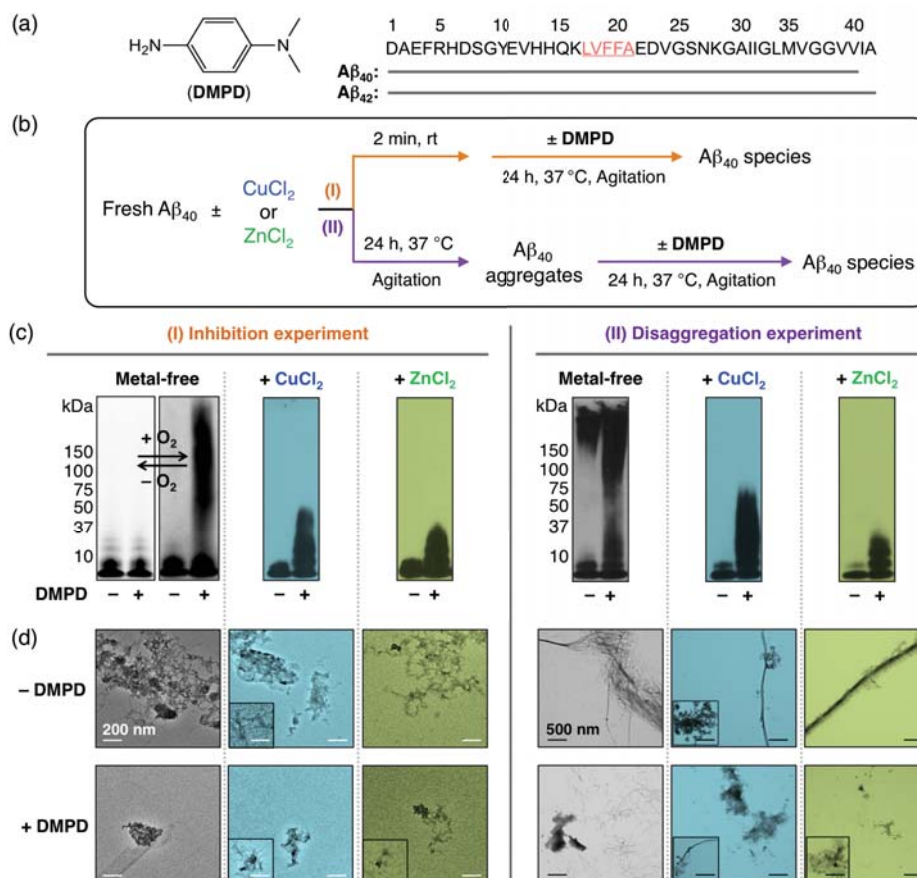 (a)
H₂N
N
(DMPD)
1 5 10 15 20 25 30 35 40
DAEFRHDSGYEVHHQKLVFFAEDVGSNKGAIIGLMVGGVVIA
Aβ₄₀:
Aβ₄₂:
(b)
Fresh Aβ₄₀ ± CuCl₂ or ZnCl₂
(I)
2 min, rt
± DMPD
24 h, 37 °C, Agitation
Aβ₄₀ species
(II)
24 h, 37 °C
Agitation
Aβ₄₀ aggregates
± DMPD
24 h, 37 °C, Agitation
Aβ₄₀ species
(c)
(I) Inhibition experiment
(II) Disaggregation experiment
Metal-free + CuCl₂ + ZnCl₂
Metal-free + CuCl₂ + ZnCl₂
kDa
150
100
75
50
37
10
+ O₂
− O₂
kDa
150
100
75
50
37
10
DMPD − + − + − + − +
− + − + − +
(d)
− DMPD
200 nm
500 nm
+ DMPD